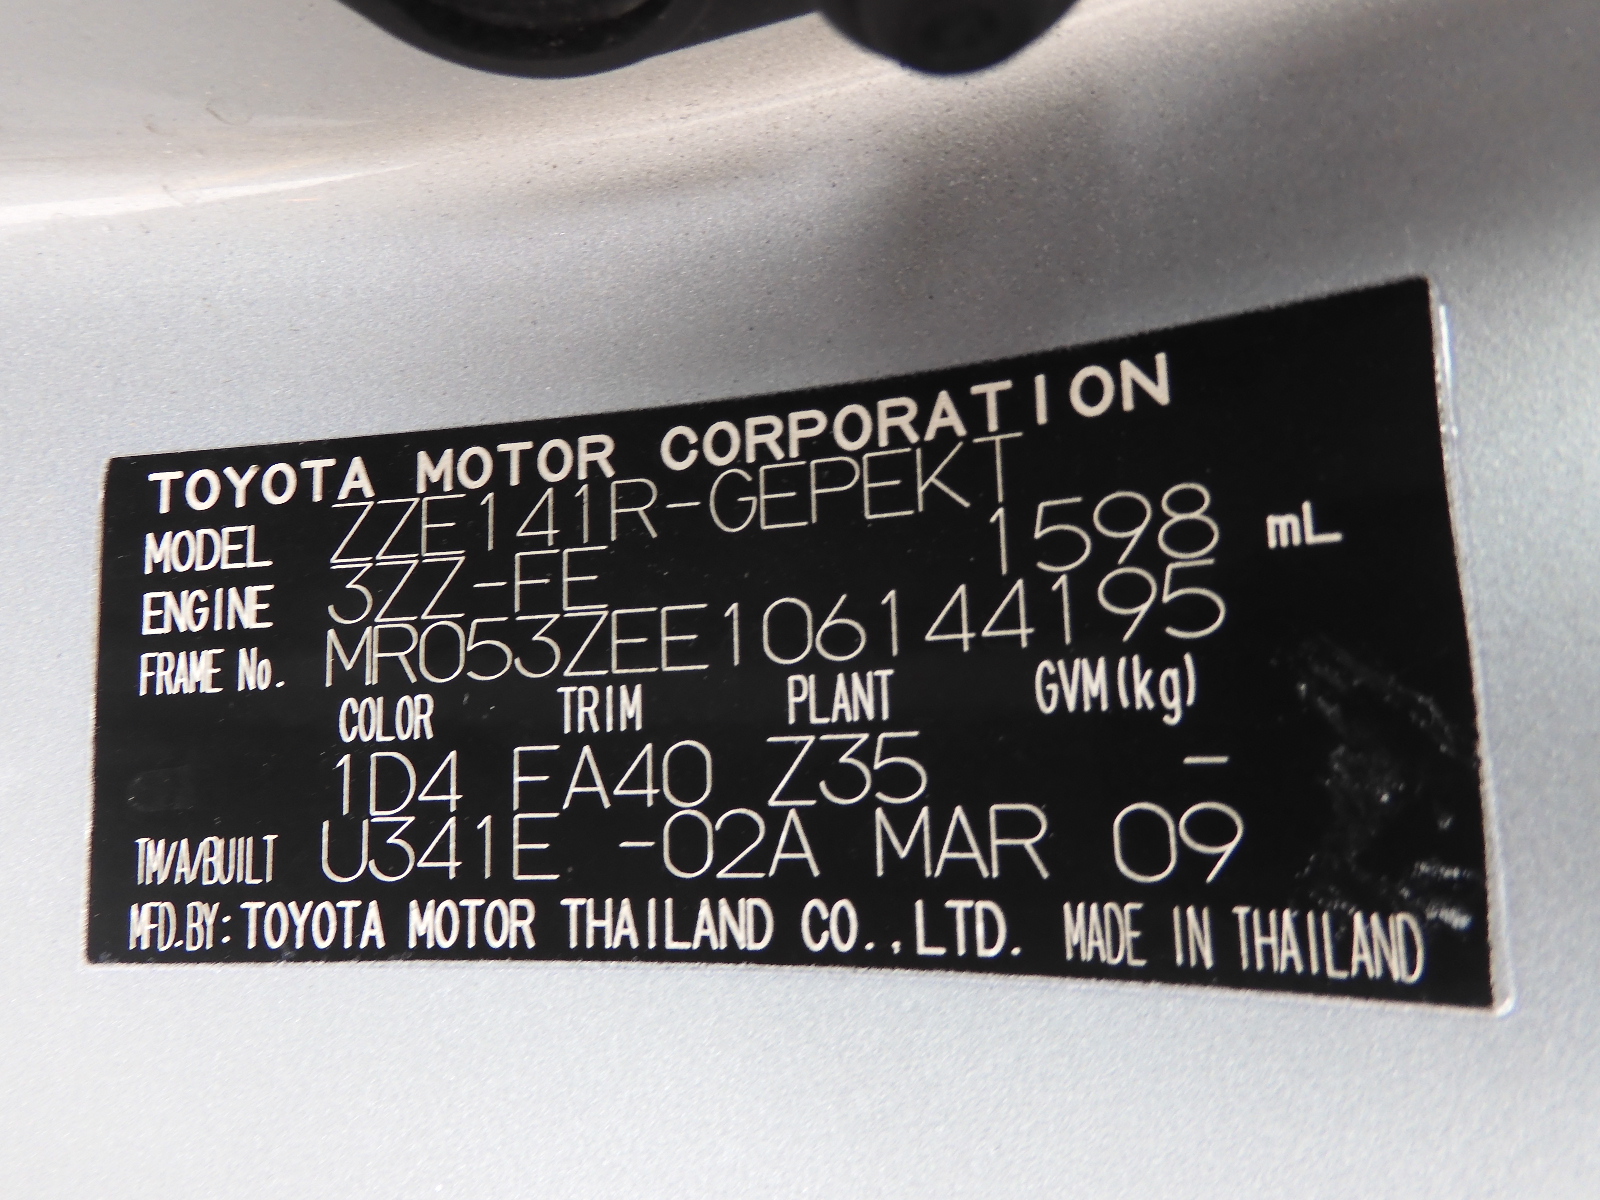 TOYOTA MOTOR CORPORATION
MODEL ZZE141R-GEPEKT
ENGINE 3ZZ-FE 1598 mL
FRAME No. MR053ZEE106144195
COLOR TRIM PLANT GVM(kg)
1D4 FA40 Z35 -
TM/A/BUILT U341E -02A MAR 09
MFD.BY: TOYOTA MOTOR THAILAND CO.,LTD. MADE IN THAILAND